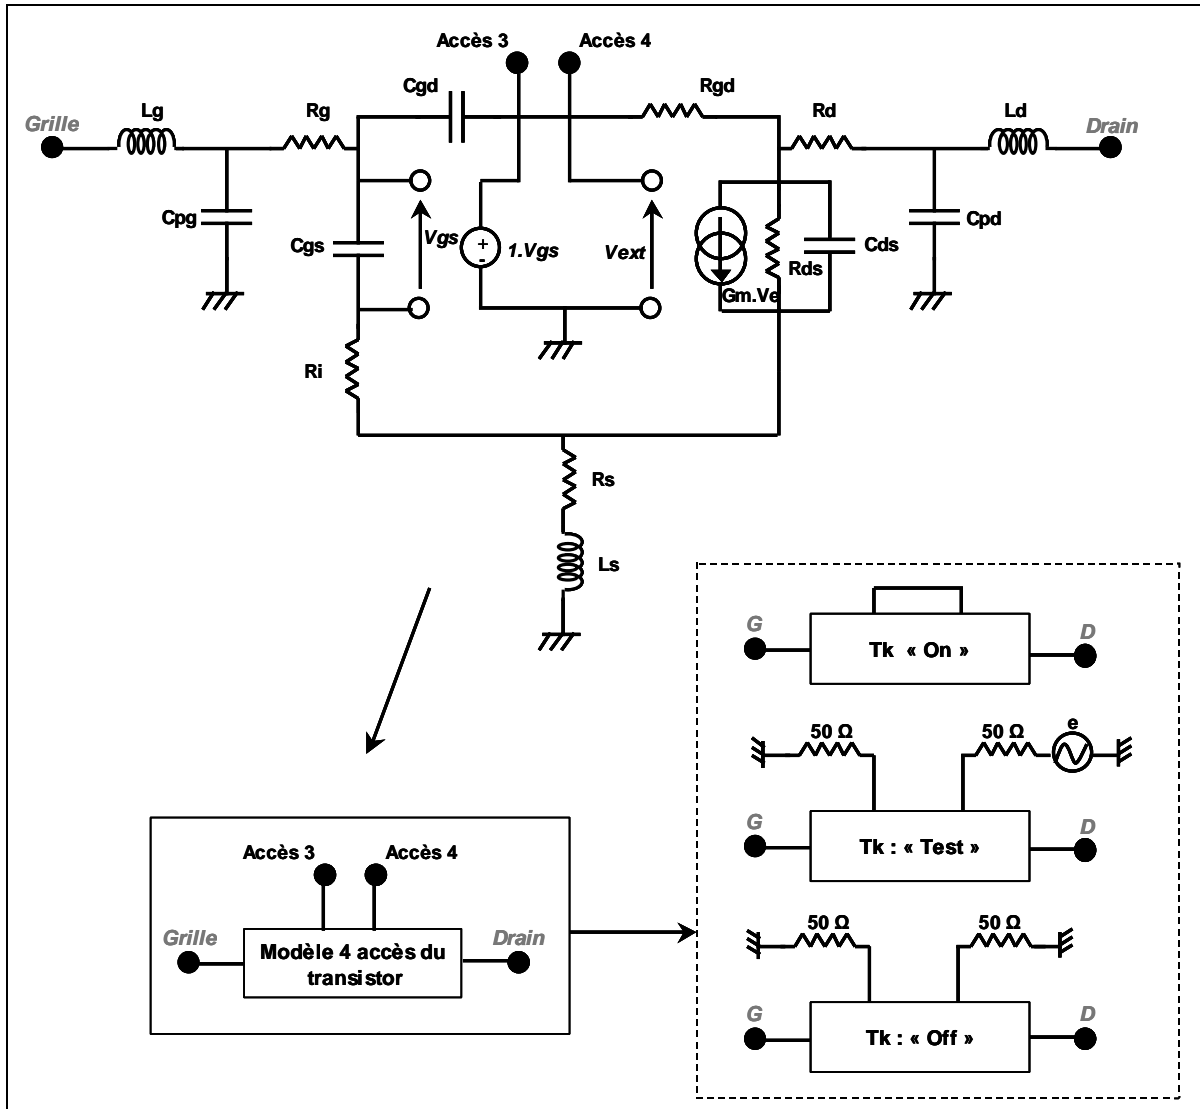 Accès 3
Accès 4
Cgd
Rgd
Lg
Rg
Rd
Ld
Grille
Drain
Cpg
Cgs
Vgs
+
-
1.Vgs
Vext
Gm.Ve
Rds
Cds
Cpd
Ri
Rs
Ls
G
D
Tk « On »
50 Ω
50 Ω
e
G
D
Tk : « Test »
50 Ω
50 Ω
G
D
Tk : « Off »
Accès 3
Accès 4
Grille
Drain
Modèle 4 accès du
transistor